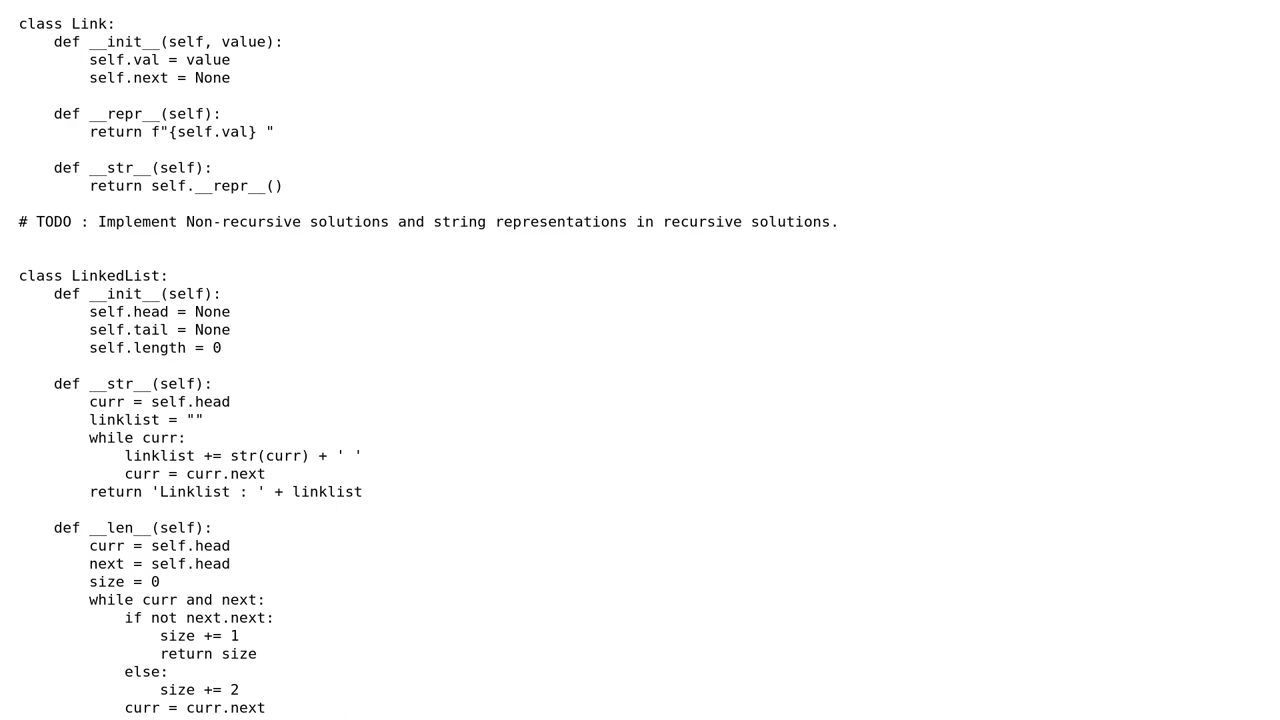 class Link:
    def __init__(self, value):
        self.val = value
        self.next = None

    def __repr__(self):
        return f"{self.val} "

    def __str__(self):
        return self.__repr__()

# TODO : Implement Non-recursive solutions and string representations in recursive solutions.


class LinkedList:
    def __init__(self):
        self.head = None
        self.tail = None
        self.length = 0

    def __str__(self):
        curr = self.head
        linklist = ""
        while curr:
            linklist += str(curr) + ' '
            curr = curr.next
        return 'Linklist : ' + linklist

    def __len__(self):
        curr = self.head
        next = self.head
        size = 0
        while curr and next:
            if not next.next:
                size += 1
                return size
            else:
                size += 2
            curr = curr.next